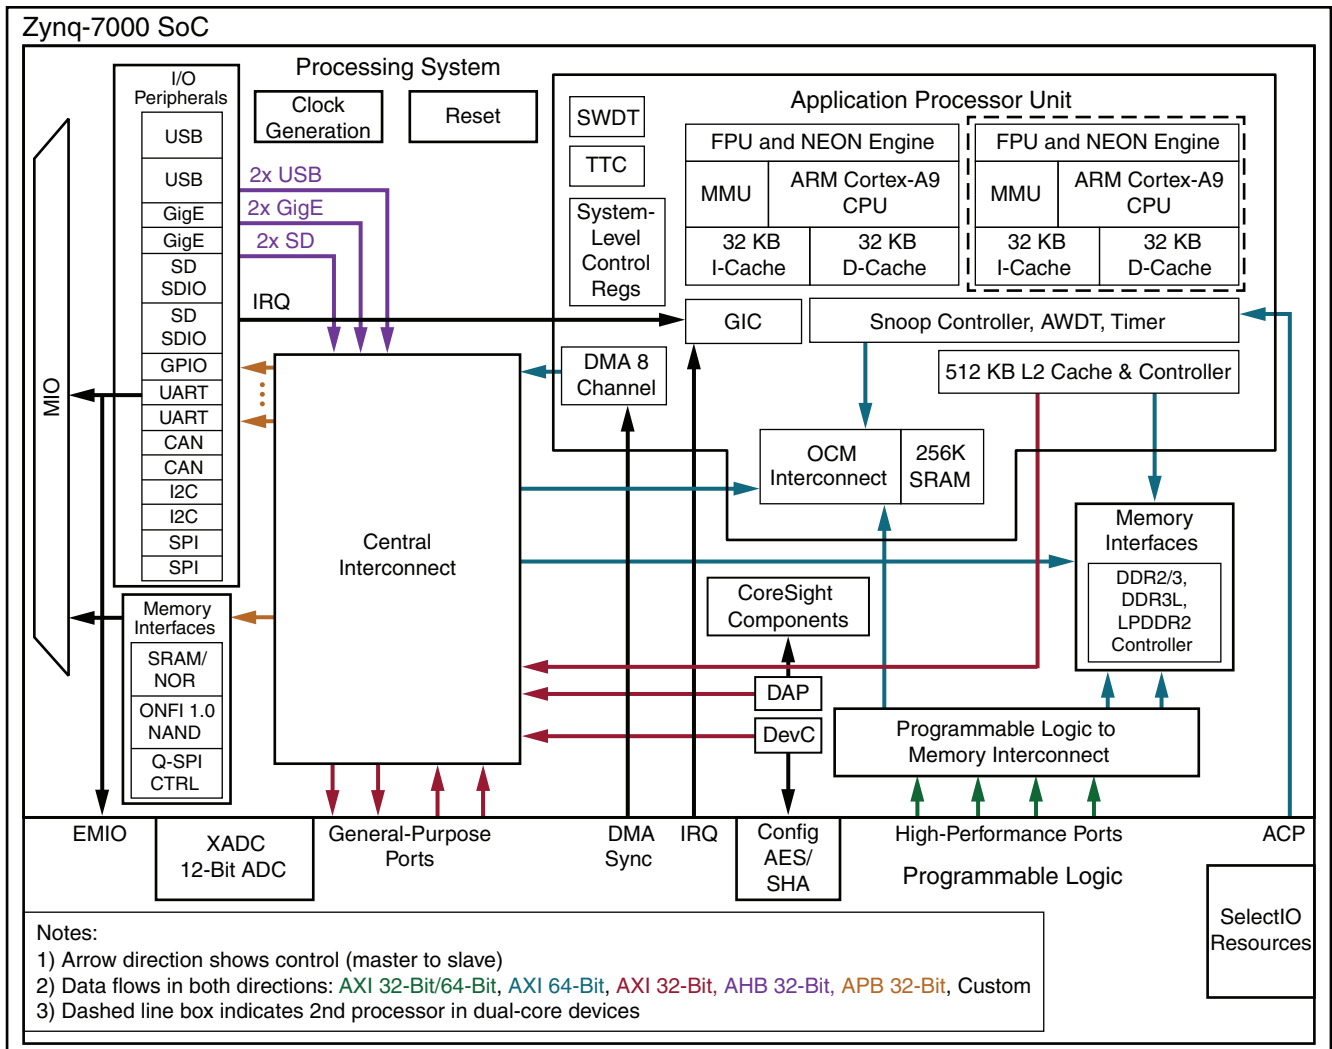 Zynq-7000 SoC
Processing System
I/O
Peripherals
USB
USB
GigE
GigE
SD
SDIO
SD
SDIO
GPIO
UART
UART
CAN
CAN
I2C
I2C
SPI
SPI
MIO
Clock
Generation
Reset
2x USB
2x GigE
2x SD
IRQ
Application Processor Unit
SWDT
TTC
System-
Level
Control
Regs
FPU and NEON Engine
MMU
ARM Cortex-A9
CPU
32 KB
I-Cache
32 KB
D-Cache
FPU and NEON Engine
MMU
ARM Cortex-A9
CPU
32 KB
I-Cache
32 KB
D-Cache
GIC
Snoop Controller, AWDT, Timer
DMA 8
Channel
512 KB L2 Cache & Controller
OCM
Interconnect
256K
SRAM
Central
Interconnect
Memory
Interfaces
DDR2/3,
DDR3L,
LPDDR2
Controller
CoreSight
Components
DAP
DevC
Programmable Logic to
Memory Interconnect
Memory
Interfaces
SRAM/
NOR
ONFI 1.0
NAND
Q-SPI
CTRL
EMIO
XADC
12-Bit ADC
General-Purpose
Ports
DMA
Sync
IRQ
Config
AES/
SHA
High-Performance Ports
ACP
Programmable Logic
SelectIO
Resources
Notes:
1) Arrow direction shows control (master to slave)
2) Data flows in both directions: AXI 32-Bit/64-Bit, AXI 64-Bit, AXI 32-Bit, AHB 32-Bit, APB 32-Bit, Custom
3) Dashed line box indicates 2nd processor in dual-core devices